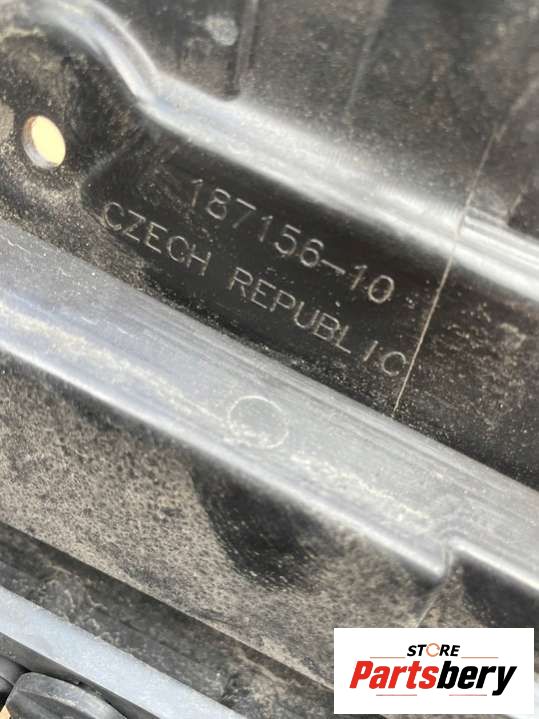 187156-10
CZECH REPUBLIC
STORE
Partsbery